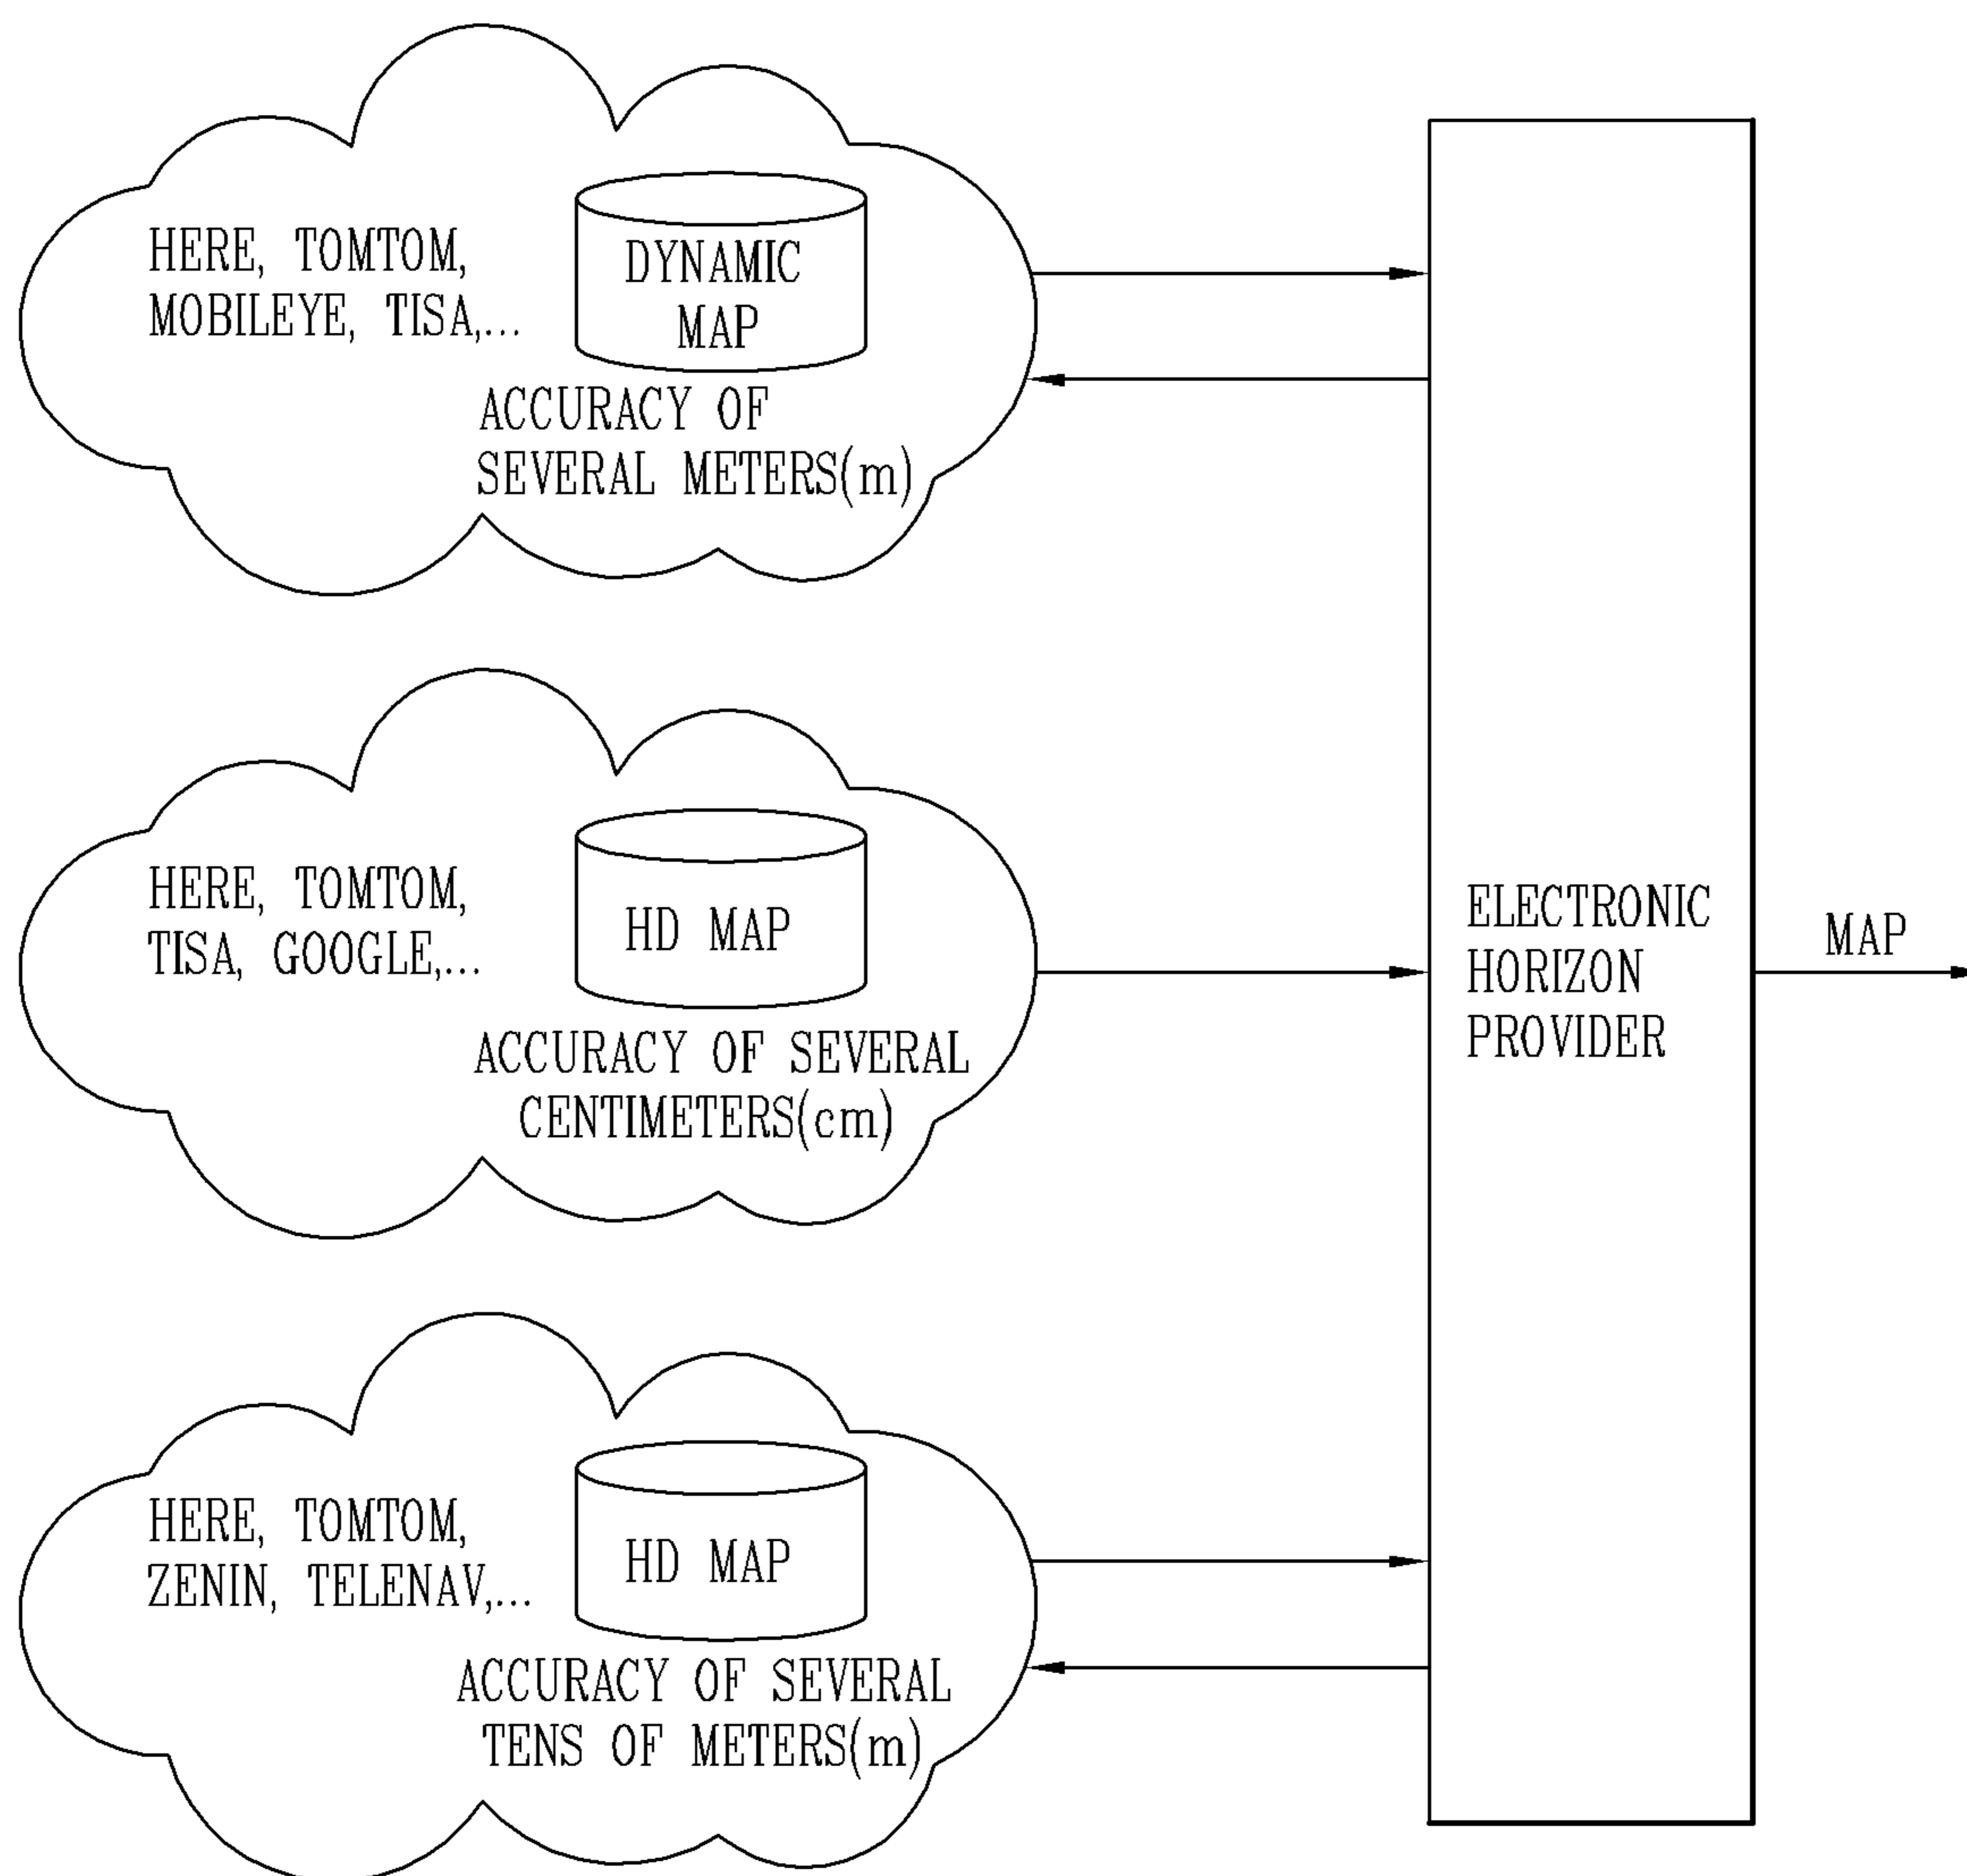 HERE, TOMTOM,
MOBILEYE, TISA,...
DYNAMIC
MAP
ACCURACY OF
SEVERAL METERS(m)
HERE, TOMTOM,
TISA, GOOGLE,...
HD MAP
ACCURACY OF SEVERAL
CENTIMETERS(cm)
HERE, TOMTOM,
ZENIN, TELENAV,...
HD MAP
ACCURACY OF SEVERAL
TENS OF METERS(m)
ELECTRONIC
HORIZON
PROVIDER
MAP